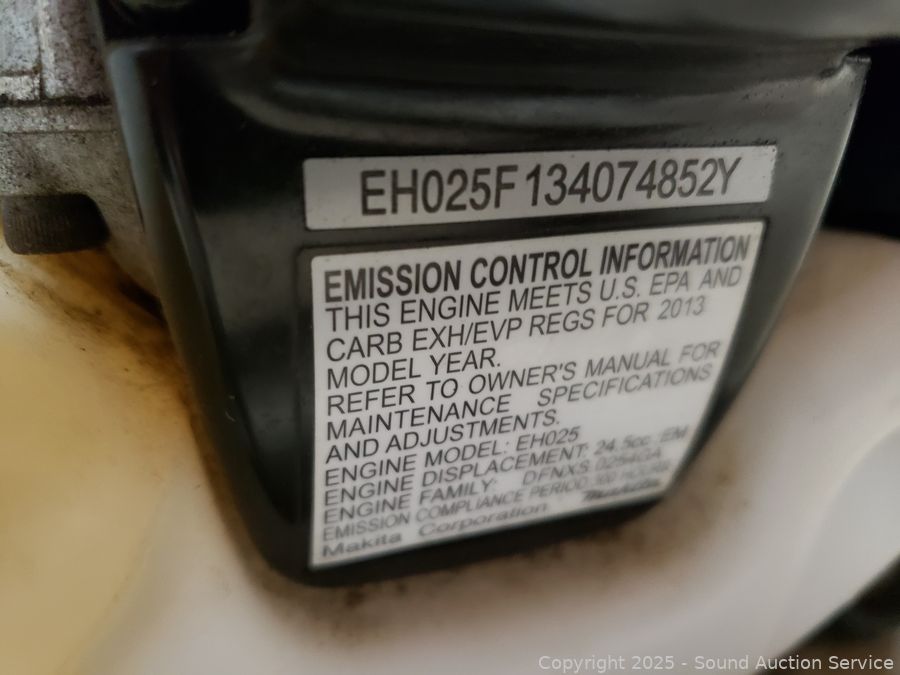 EH025F134074852Y
EMISSION CONTROL INFORMATION
THIS ENGINE MEETS U.S. EPA AND
CARB EXH/EVP REGS FOR 2013
MODEL YEAR.
REFER TO OWNER'S MANUAL FOR
MAINTENANCE SPECIFICATIONS
AND ADJUSTMENTS.
ENGINE MODEL: EH025
ENGINE DISPLACEMENT: 24.5cc EM
ENGINE FAMILY: DFNXS.0254GA
EMISSION COMPLIANCE PERIOD:300 HOURS
Makita Corporation makita
Copyright 2025 - Sound Auction Service